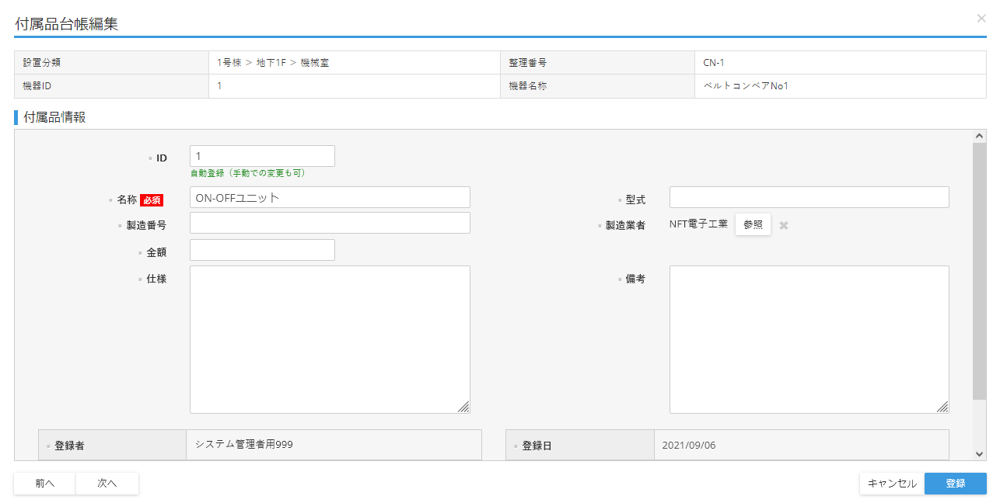 付属品台帳編集
設置分類 1号棟 > 地下1F > 機械室 整理番号 CN-1
機器ID 1 機器名称 ベルトコンベアNo1
付属品情報
ID 1
自動登録（手動での変更も可）
名称 必須 ON-OFFユニット 型式
製造番号 製造業者 NFT電子工業 参照
金額
仕様 備考
登録者 システム管理者用999 登録日 2021/09/06
前へ 次へ キャンセル 登録